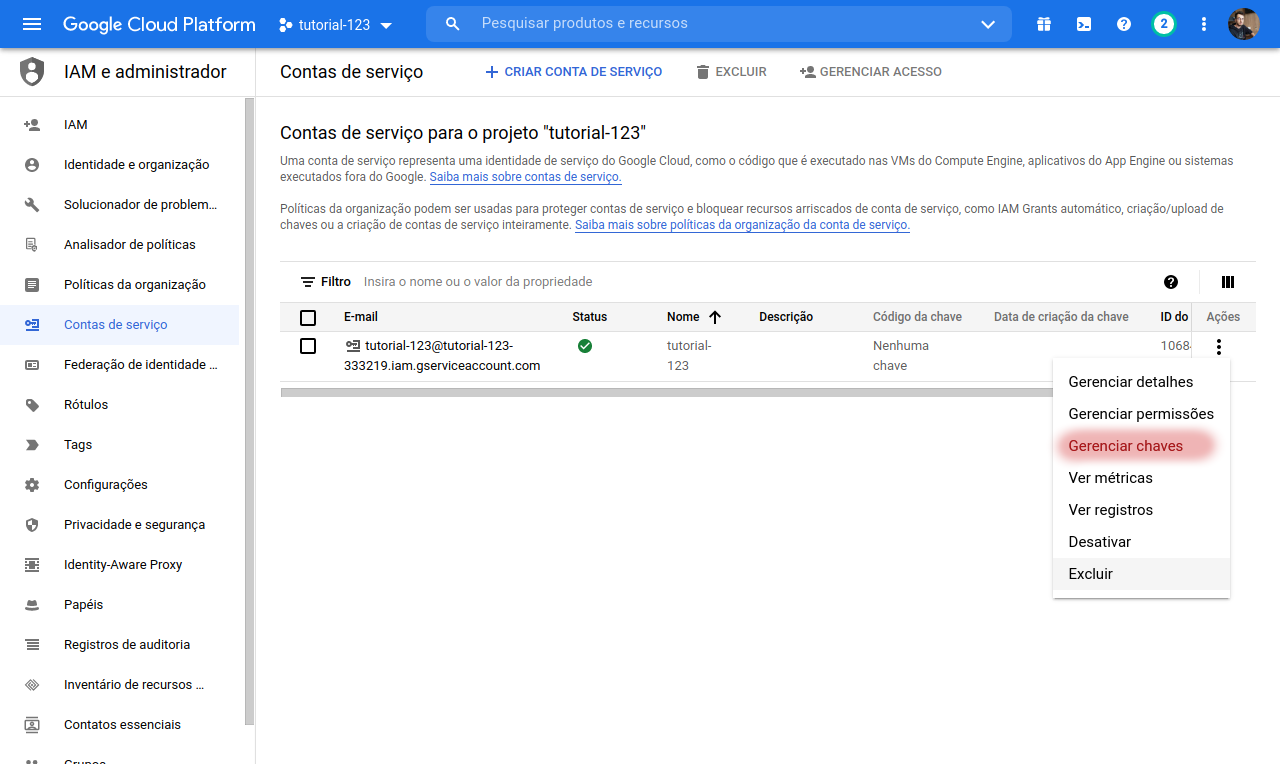 Google Cloud Platform
tutorial-123
Pesquisar produtos e recursos
2
IAM e administrador
Contas de serviço
CRIAR CONTA DE SERVIÇO
EXCLUIR
GERENCIAR ACESSO
IAM
Identidade e organização
Solucionador de problem…
Analisador de políticas
Políticas da organização
Contas de serviço
Federação de identidade …
Rótulos
Tags
Configurações
Privacidade e segurança
Identity-Aware Proxy
Papéis
Registros de auditoria
Inventário de recursos …
Contatos essenciais
Grupos
Contas de serviço para o projeto "tutorial-123"
Uma conta de serviço representa uma identidade de serviço do Google Cloud, como o código que é executado nas VMs do Compute Engine, aplicativos do App Engine ou sistemas
executados fora do Google. Saiba mais sobre contas de serviço.
Políticas da organização podem ser usadas para proteger contas de serviço e bloquear recursos arriscados de conta de serviço, como IAM Grants automático, criação/upload de
chaves ou a criação de contas de serviço inteiramente. Saiba mais sobre políticas da organização da conta de serviço.
Filtro Insira o nome ou o valor da propriedade
E-mail Status Nome Descrição Código da chave Data de criação da chave ID do Ações
tutorial-123@tutorial-123- tutorial- Nenhuma 1068
333219.iam.gserviceaccount.com 123 chave
Gerenciar detalhes
Gerenciar permissões
Gerenciar chaves
Ver métricas
Ver registros
Desativar
Excluir